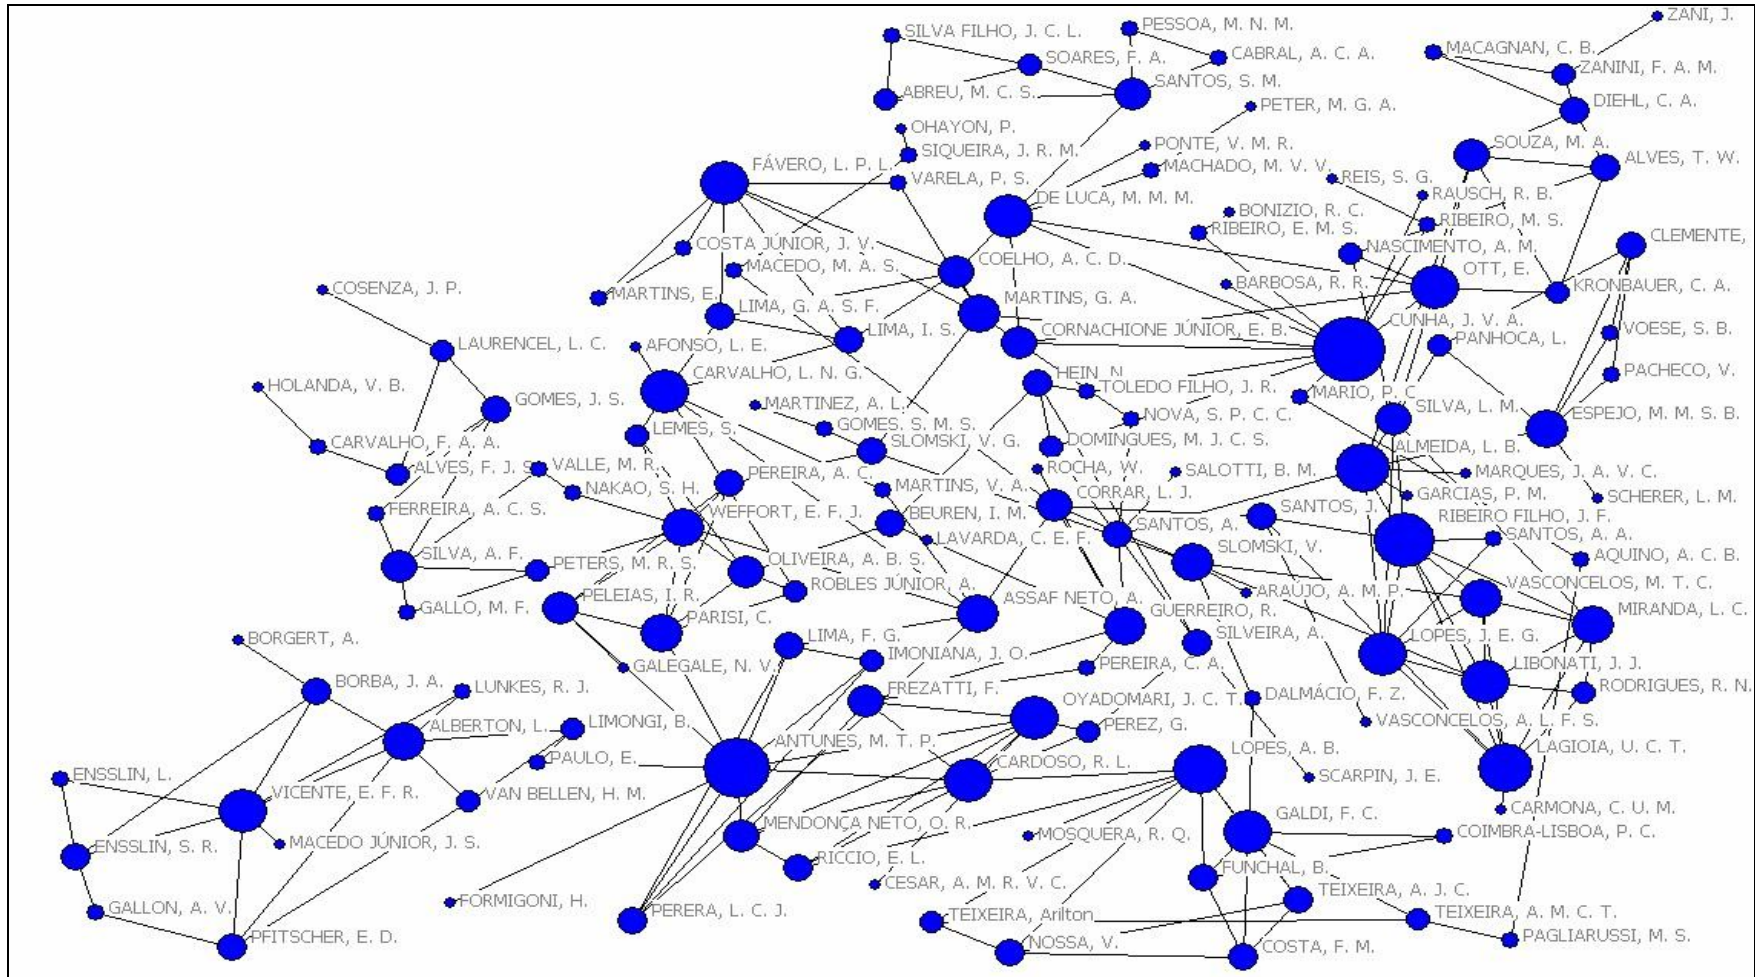 ZANI, J.
SILVA FILHO, J. C. L.
PESSOA, M. N. M.
MACAGNAN, C. B.
SOARES, F. A.
CABRAL, A. C. A.
ZANINI, F. A. M.
ABREU, M. C. S.
SANTOS, S. M.
PETER, M. G. A.
DIEHL, C. A.
OHAYON, P.
PONTE, V. M. R.
SOUZA, M. A.
SIQUEIRA, J. R. M.
FÁVERO, L. P. L.
MACHADO, M. V. V.
ALVES, T. W.
VARELA, P. S.
REIS, S. G.
DE LUCA, M. M. M.
RAUSCH, R. B.
BONIZIO, R. C.
RIBEIRO, E. M. S.
RIBEIRO, M. S.
CLEMENTE,
COSTA JÚNIOR, J. V.
NASCIMENTO, A. M.
MACEDO, M. A. S.
COELHO, A. C. D.
OTT, E.
COSENZA, J. P.
MARTINS, E.
BARBOSA, R. R.
KRONBAUER, C. A.
LIMA, G. A. S. F.
MARTINS, G. A.
CUNHA, J. V. A.
LIMA, I. S.
CORNACHIONE JÚNIOR, E. B.
VOESE, S. B.
LAURENCEL, L. C.
AFONSO, L. E.
PANHOCA, L.
CARVALHO, L. N. G.
HEIN, N
TOLEDO FILHO, J. R.
PACHECO, V.
HOLANDA, V. B.
GOMES, J. S.
MARTINEZ, A. L.
MARIO, P. C.
SILVA, L. M.
NOVA, S. P. C. C.
ESPEJO, M. M. S. B.
LEMES, S.
GOMES, S. M. S.
CARVALHO, F. A. A.
SLOMSKI, V. G.
DOMINGUES, M. J. C. S.
ALMEIDA, L. B.
ALVES, F. J. S.
VALLE, M. R.
PEREIRA, A. C.
ROCHA, W.
SALOTTI, B. M.
MARQUES, J. A. V. C.
NAKAO, S. H.
MARTINS, V. A.
CORRAR, L. J.
GARCIAS, P. M.
SCHERER, L. M.
FERREIRA, A. C. S.
WEFFORT, E. F. J.
BEUREN, I. M.
SANTOS, A.
SANTOS, J.
RIBEIRO FILHO, J. F.
LAVARDA, C. E. F.
SANTOS, A. A.
SILVA, A. F.
PETERS, M. R. S.
OLIVEIRA, A. B. S.
SLOMSKI, V.
AQUINO, A. C. B.
ROBLES JÚNIOR, A.
ARAÚJO, A. M. P.
VASCONCELOS, M. T. C.
GALLO, M. F.
PELEIAS, I. R.
ASSAF NETO, A.
GUERREIRO, R.
MIRANDA, L. C.
PARISI, C.
BORGERT, A.
LIMA, F. G.
SILVEIRA, A.
LOPES, J. E. G.
GALEGALE, N. V.
IMONIANA, J. O.
PEREIRA, C. A.
LIBONATI, J. J.
BORBA, J. A.
LUNKES, R. J.
FREZATTI, F.
OYADOMARI, J. C. T.
DALMÁCIO, F. Z.
RODRIGUES, R. N.
ALBERTON, L.
LIMONGI, B.
PEREZ, G.
VASCONCELOS, A. L. F. S.
ANTUNES, M. T. P.
LOPES, A. B.
LAGIOIA, U. C. T.
PAULO, E.
CARDOSO, R. L.
ENSSLIN, L.
SCARPIN, J. E.
VICENTE, E. F. R.
VAN BELLEN, H. M.
CARMONA, C. U. M.
GALDI, F. C.
MENDONÇA NETO, O. R.
MOSQUERA, R. Q.
COIMBRA-LISBOA, P. C.
MACEDO JÚNIOR, J. S.
ENSSLIN, S. R.
RICCIO, E. L.
FUNCHAL, B.
CESAR, A. M. R. V. C.
TEIXEIRA, A. J. C.
FORMIGONI, H.
GALLON, A. V.
PERERA, L. C. J.
TEIXEIRA, Arilton
TEIXEIRA, A. M. C. T.
PFITSCHER, E. D.
NOSSA, V.
COSTA, F. M.
PAGLIARUSSI, M. S.